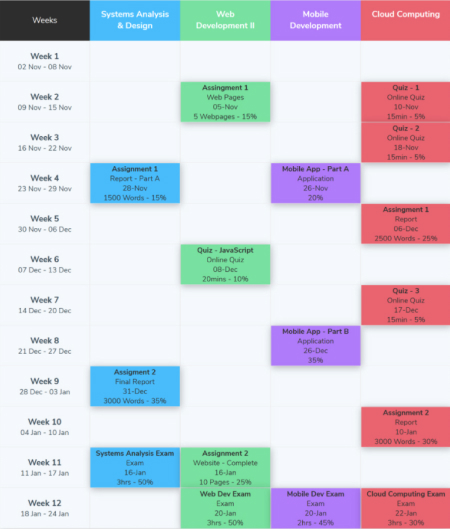 Weeks
Systems Analysis
& Design
Web
Development II
Mobile
Development
Cloud Computing
Week 1
02 Nov - 08 Nov
Week 2
09 Nov - 15 Nov
Assingment 1
Web Pages
05-Nov
5 Webpages - 15%
Quiz - 1
Online Quiz
10-Nov
15min - 5%
Week 3
16 Nov - 22 Nov
Quiz - 2
Online Quiz
18-Nov
15min - 5%
Week 4
23 Nov - 29 Nov
Assignment 1
Report - Part A
28-Nov
1500 Words - 15%
Mobile App - Part A
Application
26-Nov
20%
Week 5
30 Nov - 06 Dec
Assingment 1
Report
06-Dec
2500 Words - 25%
Week 6
07 Dec - 13 Dec
Quiz - JavaScript
Online Quiz
08-Dec
20mins - 10%
Week 7
14 Dec - 20 Dec
Quiz - 3
Online Quiz
17-Dec
15min - 5%
Week 8
21 Dec - 27 Dec
Mobile App - Part B
Application
26-Dec
35%
Week 9
28 Dec - 03 Jan
Assigment 2
Final Report
31-Dec
3000 Words - 35%
Week 10
04 Jan - 10 Jan
Assignment 2
Report
10-Jan
3000 Words - 30%
Week 11
11 Jan - 17 Jan
Systems Analysis Exam
Exam
16-Jan
3hrs - 50%
Assignment 2
Website - Complete
16-Jan
10 Pages - 25%
Week 12
18 Jan - 24 Jan
Web Dev Exam
Exam
20-Jan
3hrs - 50%
Mobile Dev Exam
Exam
20-Jan
2hrs - 45%
Cloud Computing Exam
Exam
22-Jan
3hrs - 30%